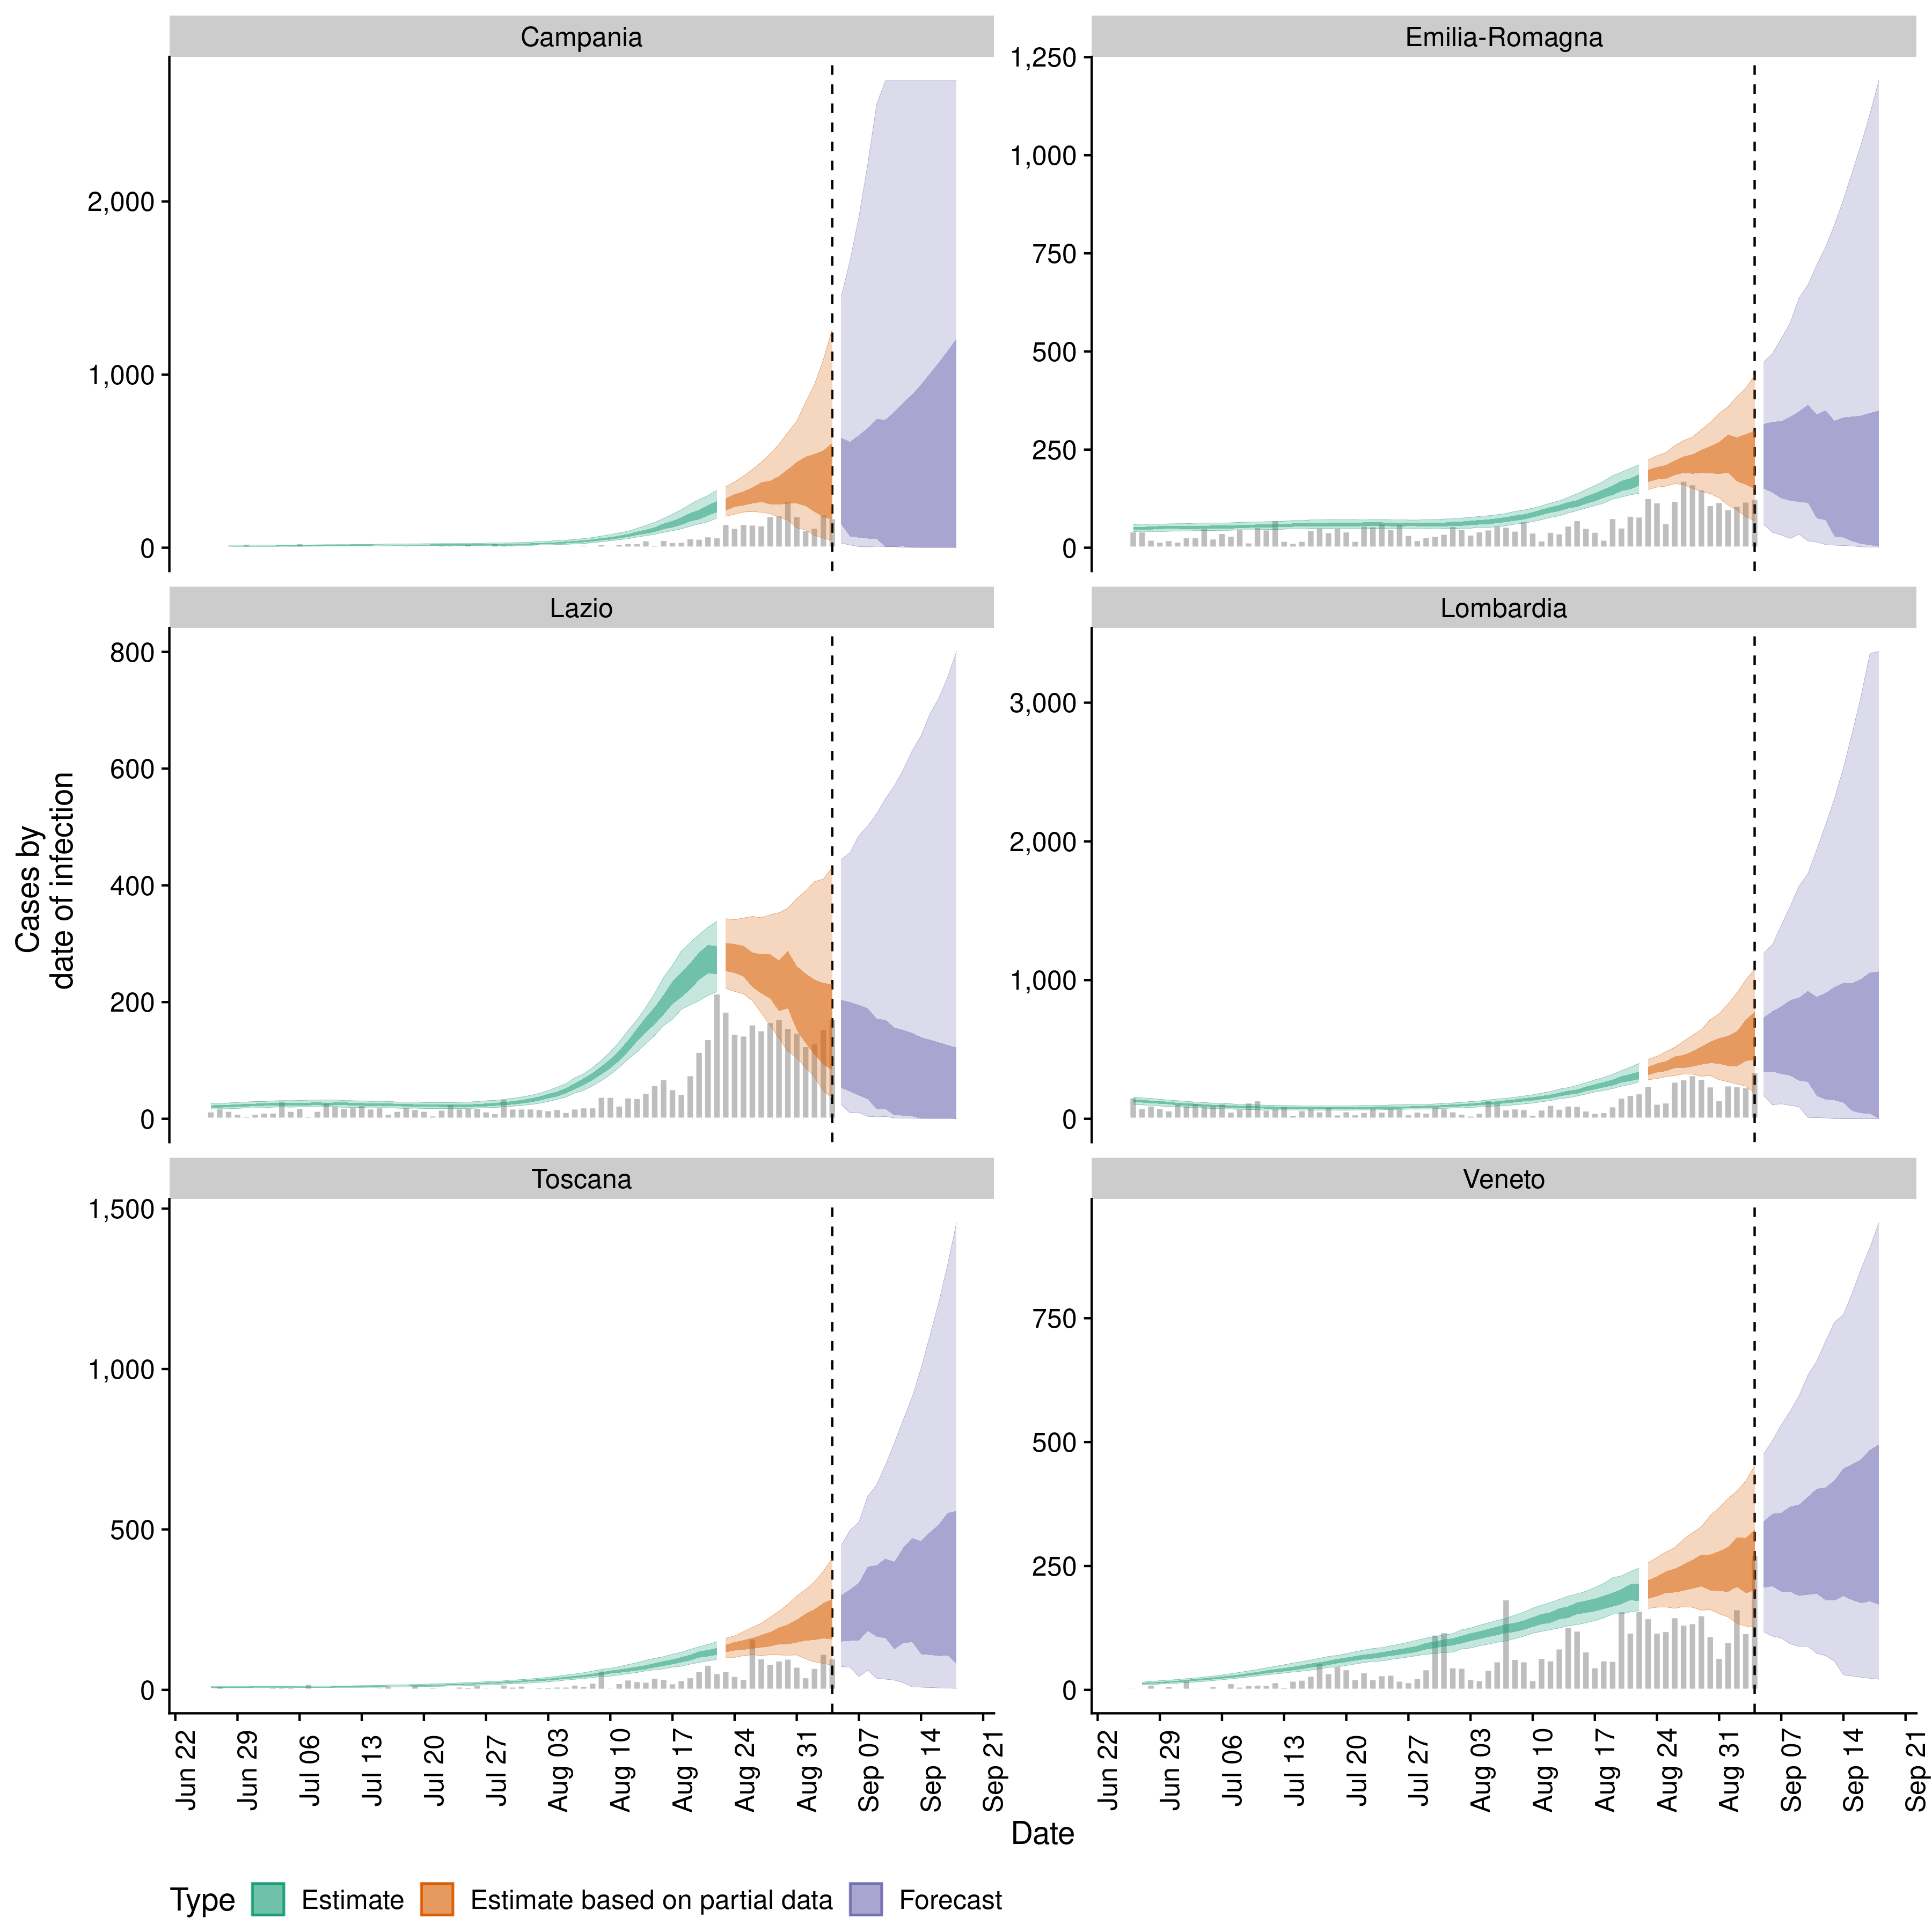 Campania
Emilia-Romagna
2,000
1,000
0
1,250
1,000
750
500
250
0
Lazio
Lombardia
800
600
400
200
0
3,000
2,000
1,000
0
Toscana
Veneto
1,500
1,000
500
0
750
500
250
0
Cases by
date of infection
Jun 22
Jun 29
Jul 06
Jul 13
Jul 20
Jul 27
Aug 03
Aug 10
Aug 17
Aug 24
Aug 31
Sep 07
Sep 14
Sep 21
Jun 22
Jun 29
Jul 06
Jul 13
Jul 20
Jul 27
Aug 03
Aug 10
Aug 17
Aug 24
Aug 31
Sep 07
Sep 14
Sep 21
Date
Type Estimate Estimate based on partial data Forecast